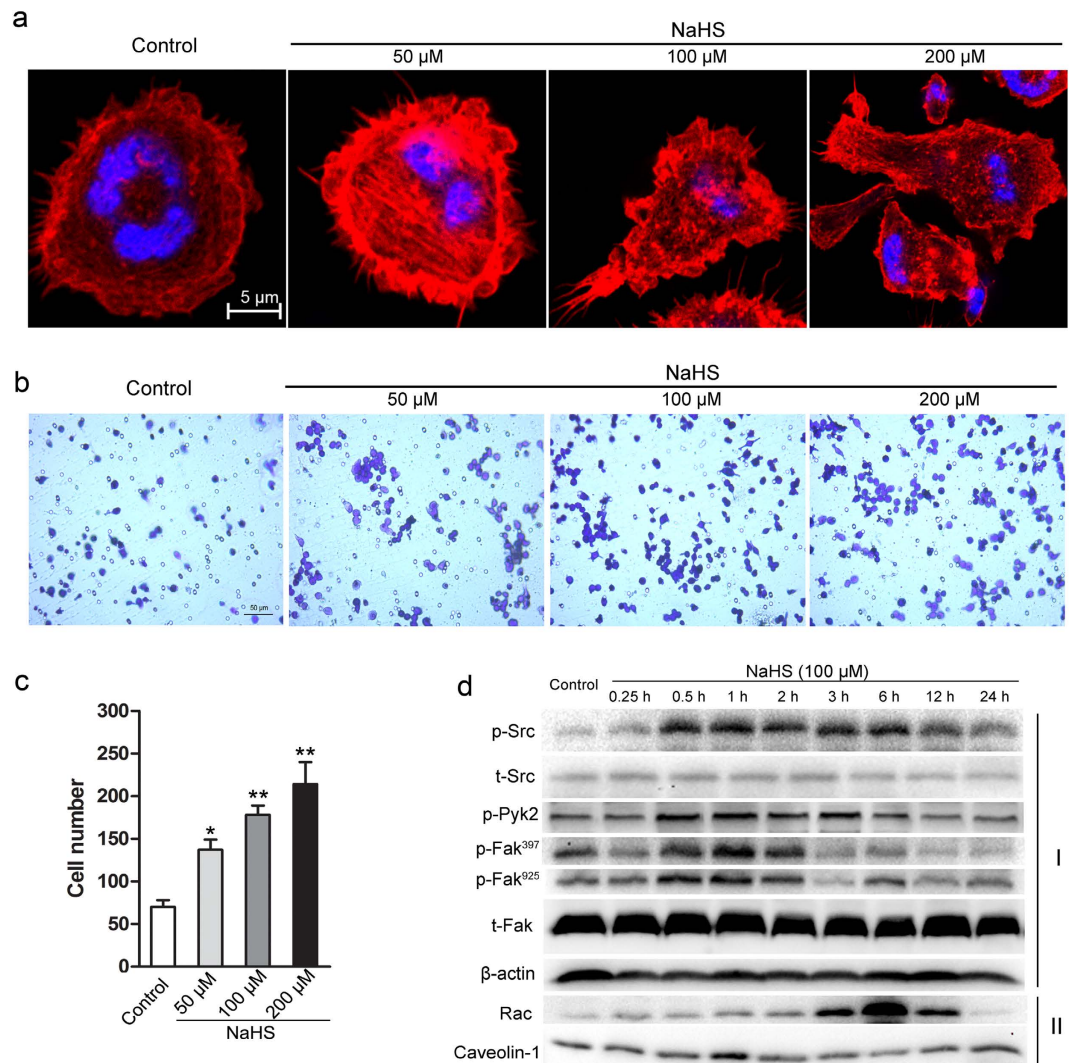 a
Control
NaHS
50 µM 100 µM 200 µM
5 µm
b
Control
NaHS
50 µM 100 µM 200 µM
50 µm
c
Cell number
300
250
200
150
100
50
0
*
**
**
Control 50 µM 100 µM 200 µM
NaHS
d
NaHS (100 µM)
Control 0.25 h 0.5 h 1 h 2 h 3 h 6 h 12 h 24 h
p-Src
t-Src
p-Pyk2
p-Fak³⁹⁷
p-Fak⁹²⁵
t-Fak
β-actin
I
Rac
Caveolin-1
II